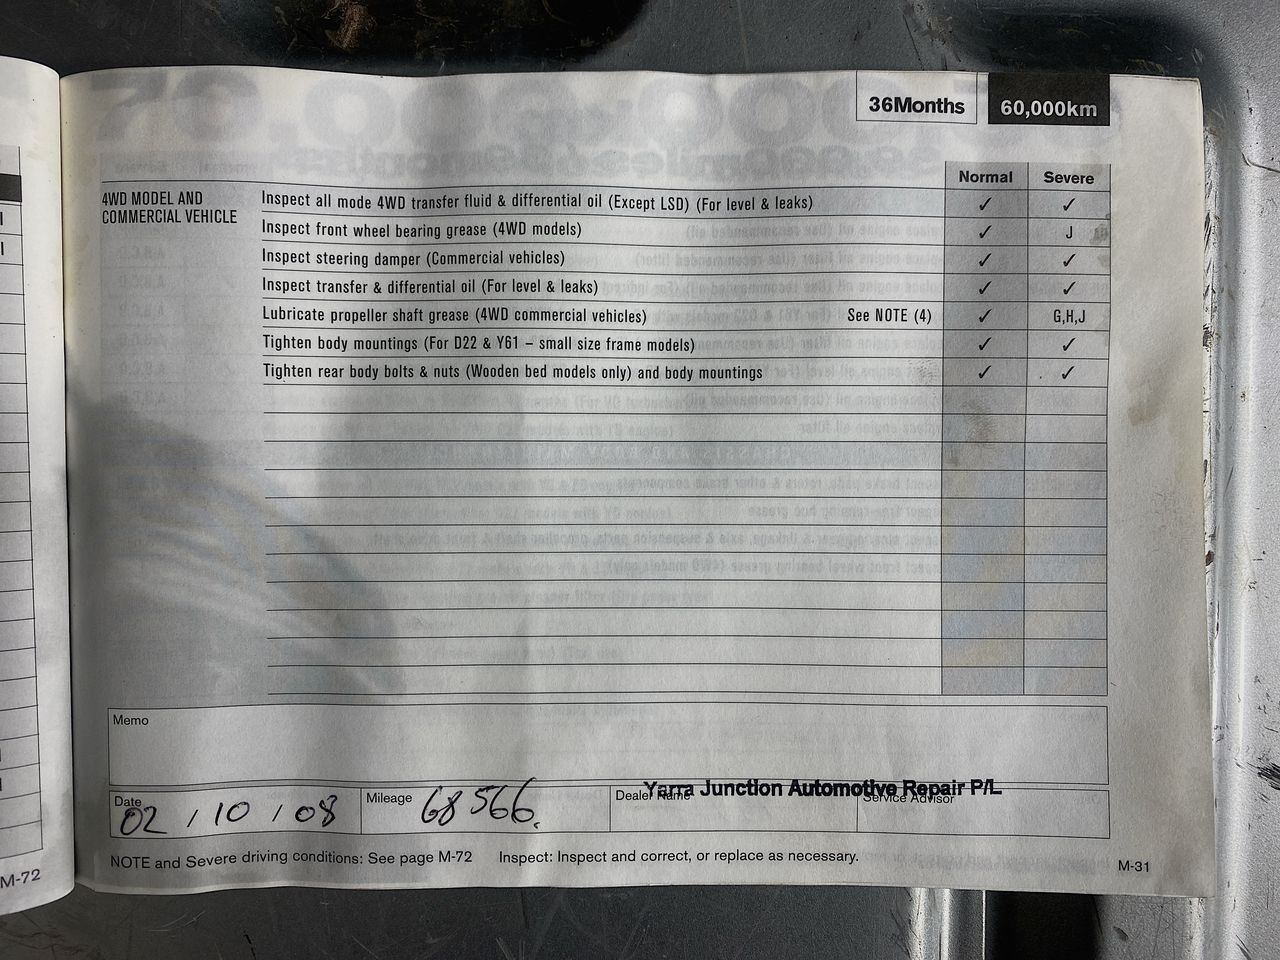 36Months 60,000km
Normal Severe
4WD MODEL AND
COMMERCIAL VEHICLE
Inspect all mode 4WD transfer fluid & differential oil (Except LSD) (For level & leaks) ✓ ✓
Inspect front wheel bearing grease (4WD models) ✓ J
Inspect steering damper (Commercial vehicles) ✓ ✓
Inspect transfer & differential oil (For level & leaks) ✓ ✓
Lubricate propeller shaft grease (4WD commercial vehicles) See NOTE (4) ✓ G,H,J
Tighten body mountings (For D22 & Y61 – small size frame models) ✓ ✓
Tighten rear body bolts & nuts (Wooden bed models only) and body mountings ✓ ✓
Memo
Yarra Junction Automotive Repair P/L
Date 02 / 10 / 08 Mileage 68 566. Dealer Name Service Advisor
NOTE and Severe driving conditions: See page M-72 Inspect: Inspect and correct, or replace as necessary.
M-31
M-72